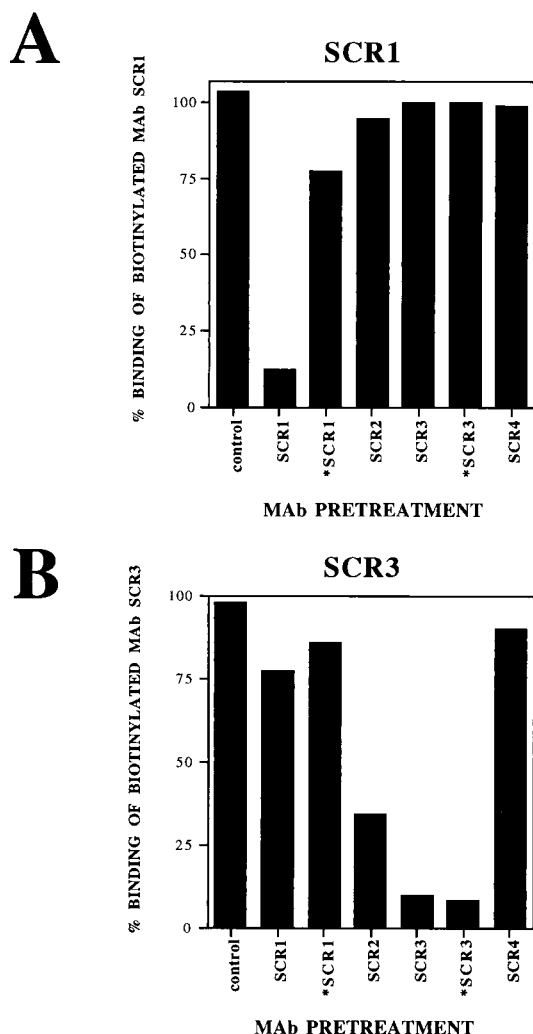 A
SCR1
% BINDING OF BIOTINYLATED MAb SCR1
100
75
50
25
0
control
SCR1
*SCR1
SCR2
SCR3
*SCR3
SCR4
MAb PRETREATMENT
B
SCR3
% BINDING OF BIOTINYLATED MAb SCR3
100
75
50
25
0
control
SCR1
*SCR1
SCR2
SCR3
*SCR3
SCR4
MAb PRETREATMENT